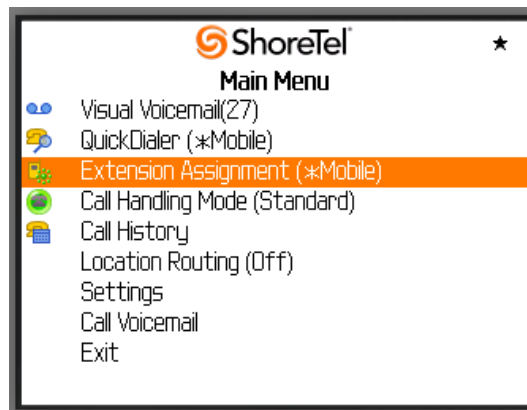 ShoreTel
Main Menu
Visual Voicemail(27)
QuickDialer (*Mobile)
Extension Assignment (*Mobile)
Call Handling Mode (Standard)
Call History
Location Routing (Off)
Settings
Call Voicemail
Exit